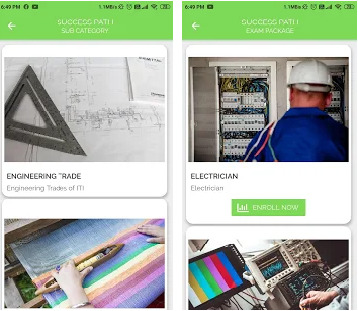 6:49 PM
1.1MB/s
SUCCESS PATH
SUB CATEGORY
ENGINEERING TRADE
Engineering Trades of ITI
6:49 PM
1.1MB/s
SUCCESS PATH
EXAM PACKAGE
ELECTRICIAN
Electrician
ENROLL NOW